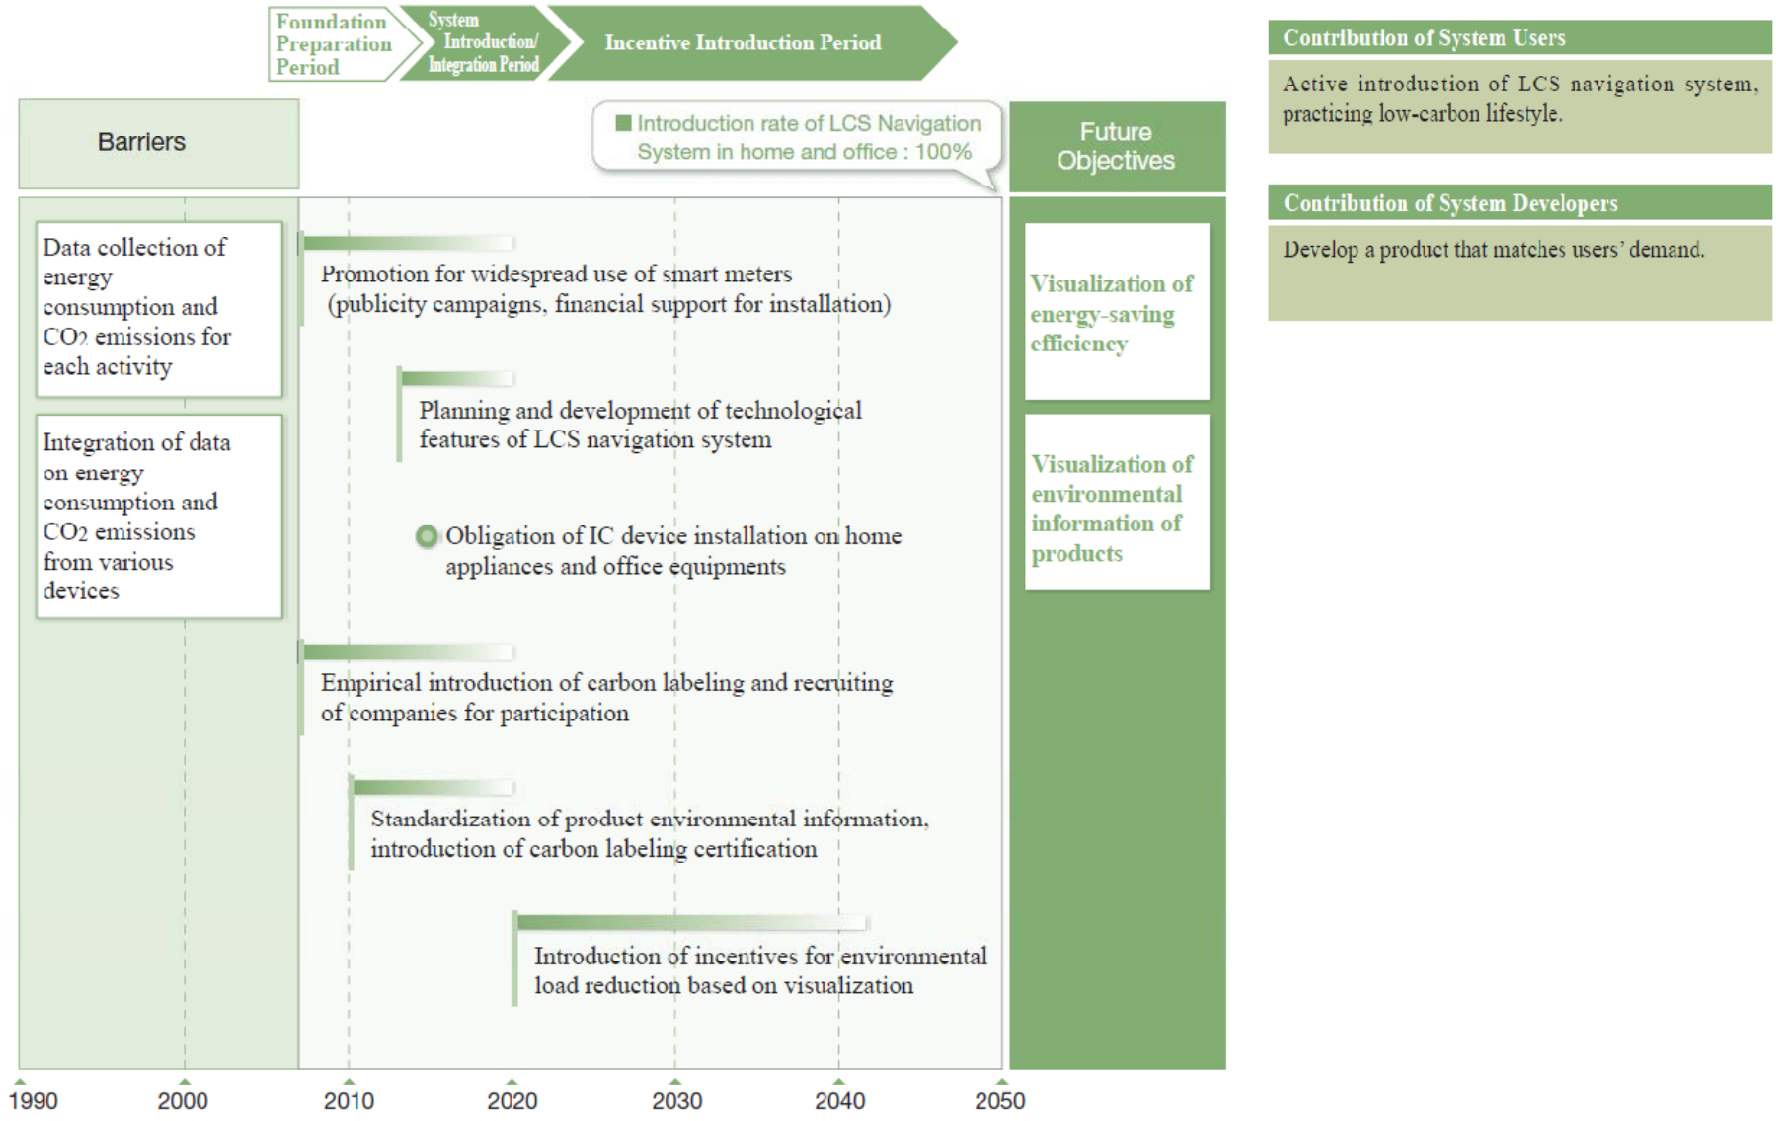 Foundation
Preparation
Period
System
Introduction/
Integration Period
Incentive Introduction Period
Barriers
■ Introduction rate of LCS Navigation
System in home and office : 100%
Future
Objectives
Data collection of
energy
consumption and
CO2 emissions for
each activity
Integration of data
on energy
consumption and
CO2 emissions
from various
devices
Promotion for widespread use of smart meters
(publicity campaigns, financial support for installation)
Planning and development of technological
features of LCS navigation system
Obligation of IC device installation on home
appliances and office equipments
Empirical introduction of carbon labeling and recruiting
of companies for participation
Standardization of product environmental information,
introduction of carbon labeling certification
Introduction of incentives for environmental
load reduction based on visualization
Visualization of
energy-saving
efficiency
Visualization of
environmental
information of
products
1990 2000 2010 2020 2030 2040 2050
Contribution of System Users
Active introduction of LCS navigation system,
practicing low-carbon lifestyle.
Contribution of System Developers
Develop a product that matches users’ demand.